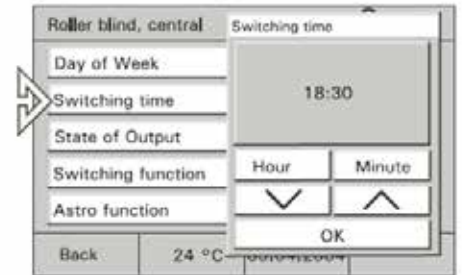 Roller blind, central
Switching time
Day of Week
Switching time
18:30
State of Output
Switching function
Hour
Minute
Astro function
OK
Back
24 °C